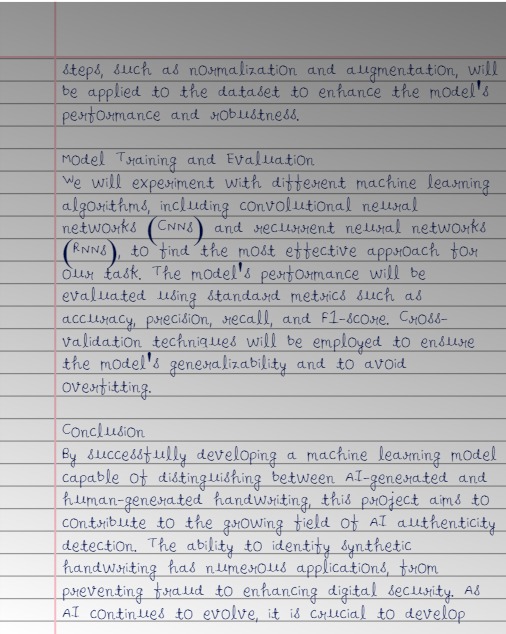 steps, such as normalization and augmentation, will
be applied to the dataset to enhance the model's
performance and robustness.
Model Training and Evaluation
We will experiment with different machine learning
algorithms, including convolutional neural
networks (CNNs) and recurrent neural networks
(RNNs), to find the most effective approach for
our task. The model's performance will be
evaluated using standard metrics such as
accuracy, precision, recall, and F1-score. Cross-
validation techniques will be employed to ensure
the model's generalizability and to avoid
overfitting.
Conclusion
By successfully developing a machine learning model
capable of distinguishing between AI-generated and
human-generated handwriting, this project aims to
contribute to the growing field of AI authenticity
detection. The ability to identify synthetic
handwriting has numerous applications, from
preventing fraud to enhancing digital security. As
AI continues to evolve, it is crucial to develop